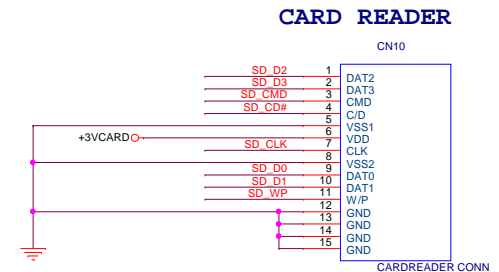 CARD READER
CN10
SD_D2 1 DAT2
SD_D3 2 DAT3
SD_CMD 3 CMD
SD_CD# 4 C/D
5 VSS1
+3VCARD 6 VDD
SD_CLK 7 CLK
8 VSS2
SD_D0 9 DAT0
SD_D1 10 DAT1
SD_WP 11 W/P
12 GND
13 GND
14 GND
15 GND
CARDREADER CONN